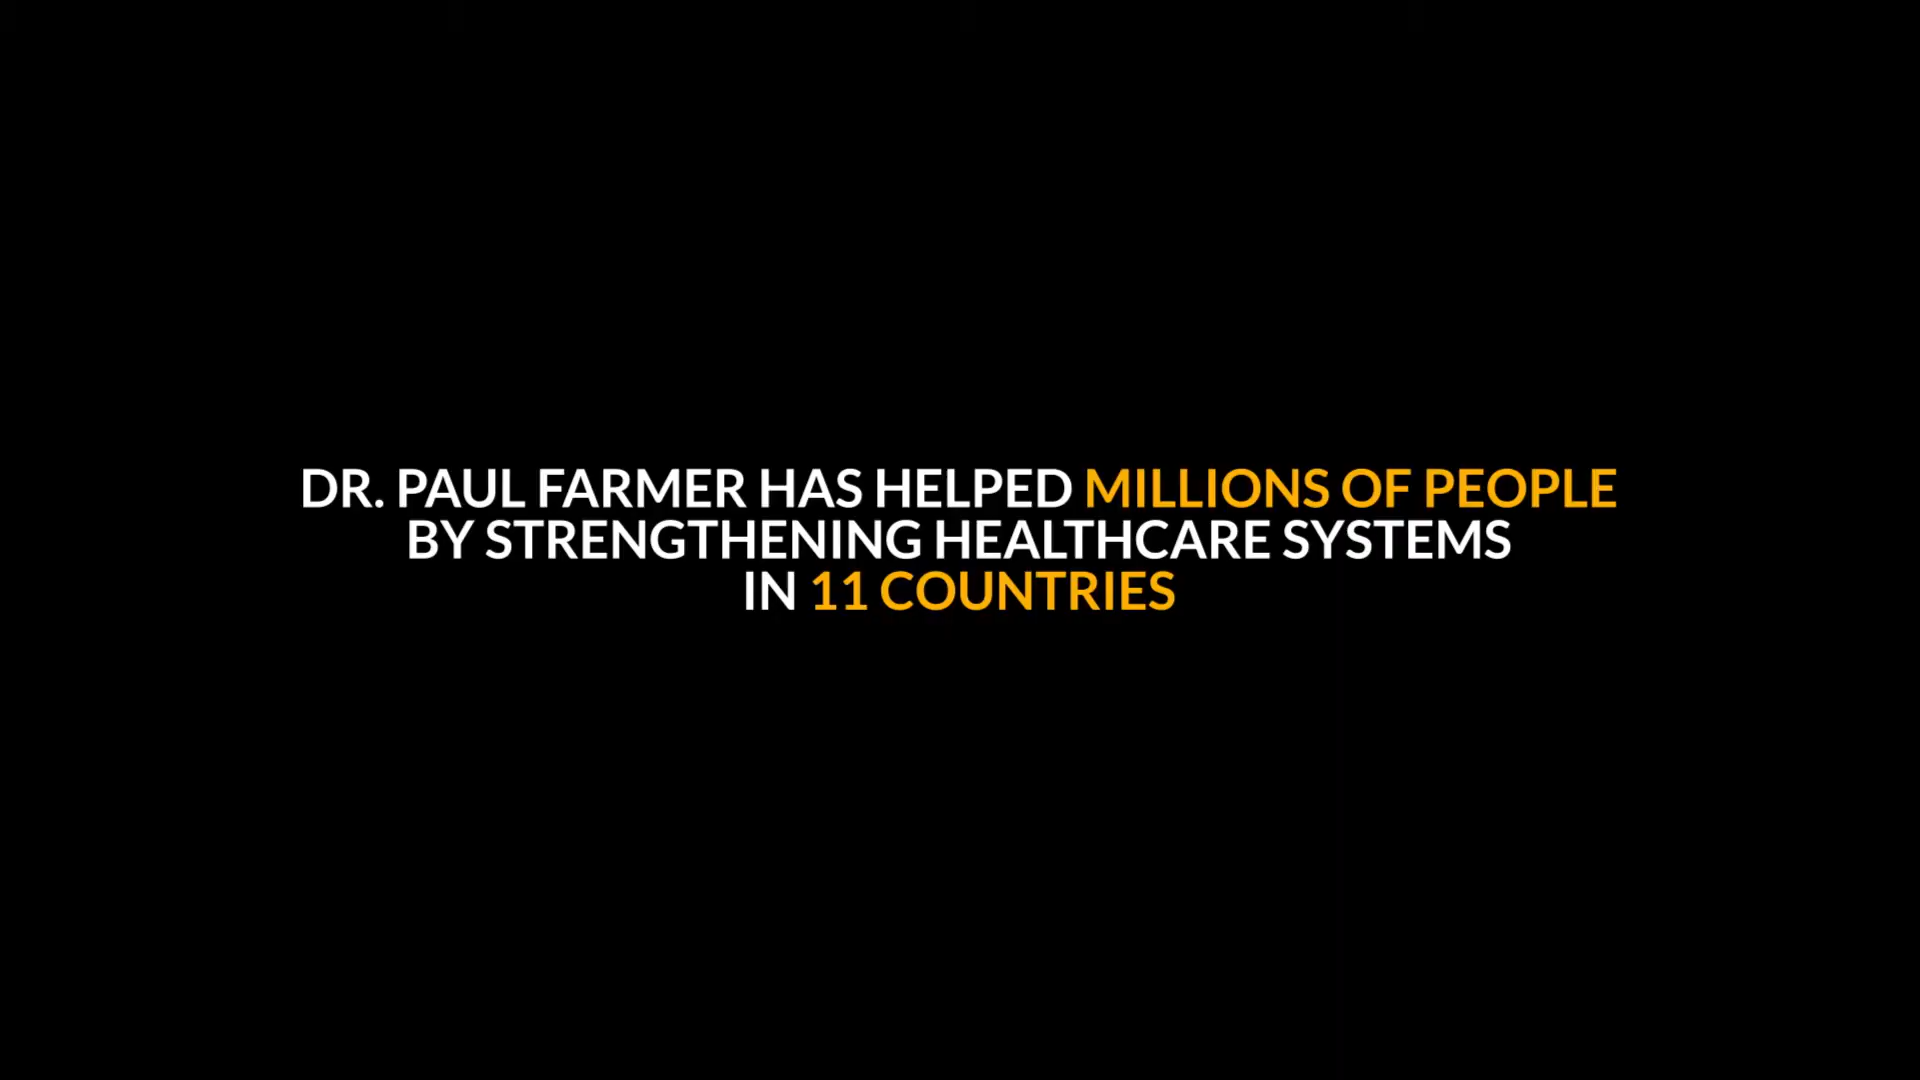 DR. PAUL FARMER HAS HELPED MILLIONS OF PEOPLE
BY STRENGTHENING HEALTHCARE SYSTEMS
IN 11 COUNTRIES